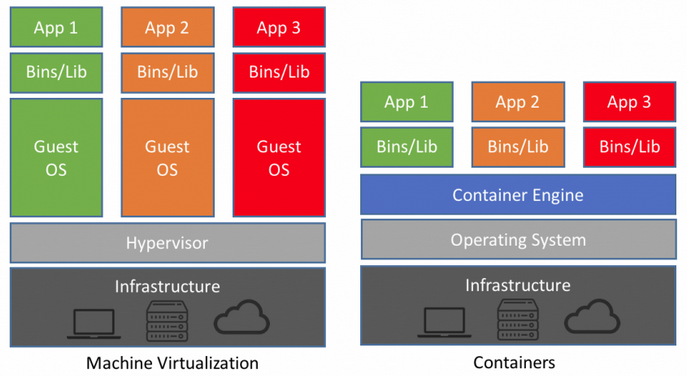 App 1
App 2
App 3
Bins/Lib
Bins/Lib
Bins/Lib
Guest
OS
Guest
OS
Guest
OS
Hypervisor
Infrastructure
Machine Virtualization
App 1
App 2
App 3
Bins/Lib
Bins/Lib
Bins/Lib
Container Engine
Operating System
Infrastructure
Containers